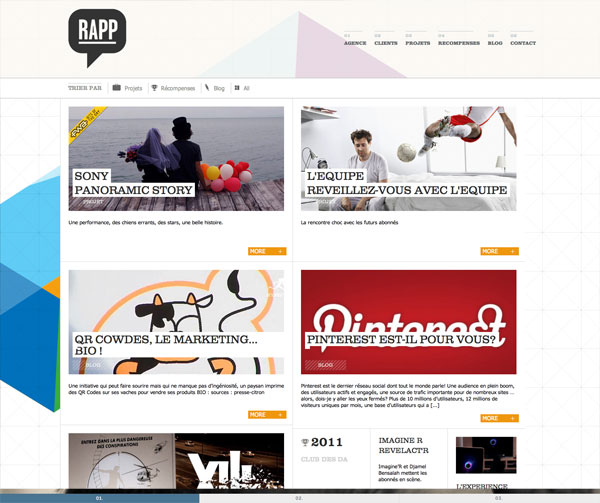 RAPP
01 02 03 04 05 06
AGENCE CLIENTS PROJETS RECOMPENSES BLOG CONTACT
TRIER PAR Projets Récompenses Blog All
SONY
PANORAMIC STORY
PROJET
Une performance, des chiens errants, des stars, une belle histoire.
MORE +
L'EQUIPE
REVEILLEZ-VOUS AVEC L'EQUIPE
PROJET
La rencontre choc avec les futurs abonnés
MORE +
QR COWDES, LE MARKETING...
BIO !
BLOG
Une initiative qui peut faire sourire mais qui ne manque pas d'ingéniosité, un paysan imprime
des QR Codes sur ses vaches pour vendre ses produits BIO : sources : presse-citron
MORE +
Pinterest
PINTEREST EST-IL POUR VOUS?
BLOG
Pinterest est le dernier réseau social dont tout le monde parle! Une audience en plein boom,
des utilisateurs actifs et engagés, une source de trafic importante pour de nombreux sites ...
alors, dois-je y aller les yeux fermés? Plus de 10 millions d'utilisateurs, 12 millions de
visiteurs uniques par mois, une base d'utilisateurs qui a [...]
MORE +
ENTREZ DANS LA PLUS DANGEREUSE
DES CONSPIRATIONS
2011
CLUB DES DA
IMAGINE R
REVELACTR
Imagine'R et Djamel
Bensalah mettent les
abonnés en scène.
L'EXPERIENCE
01. 02. 03.